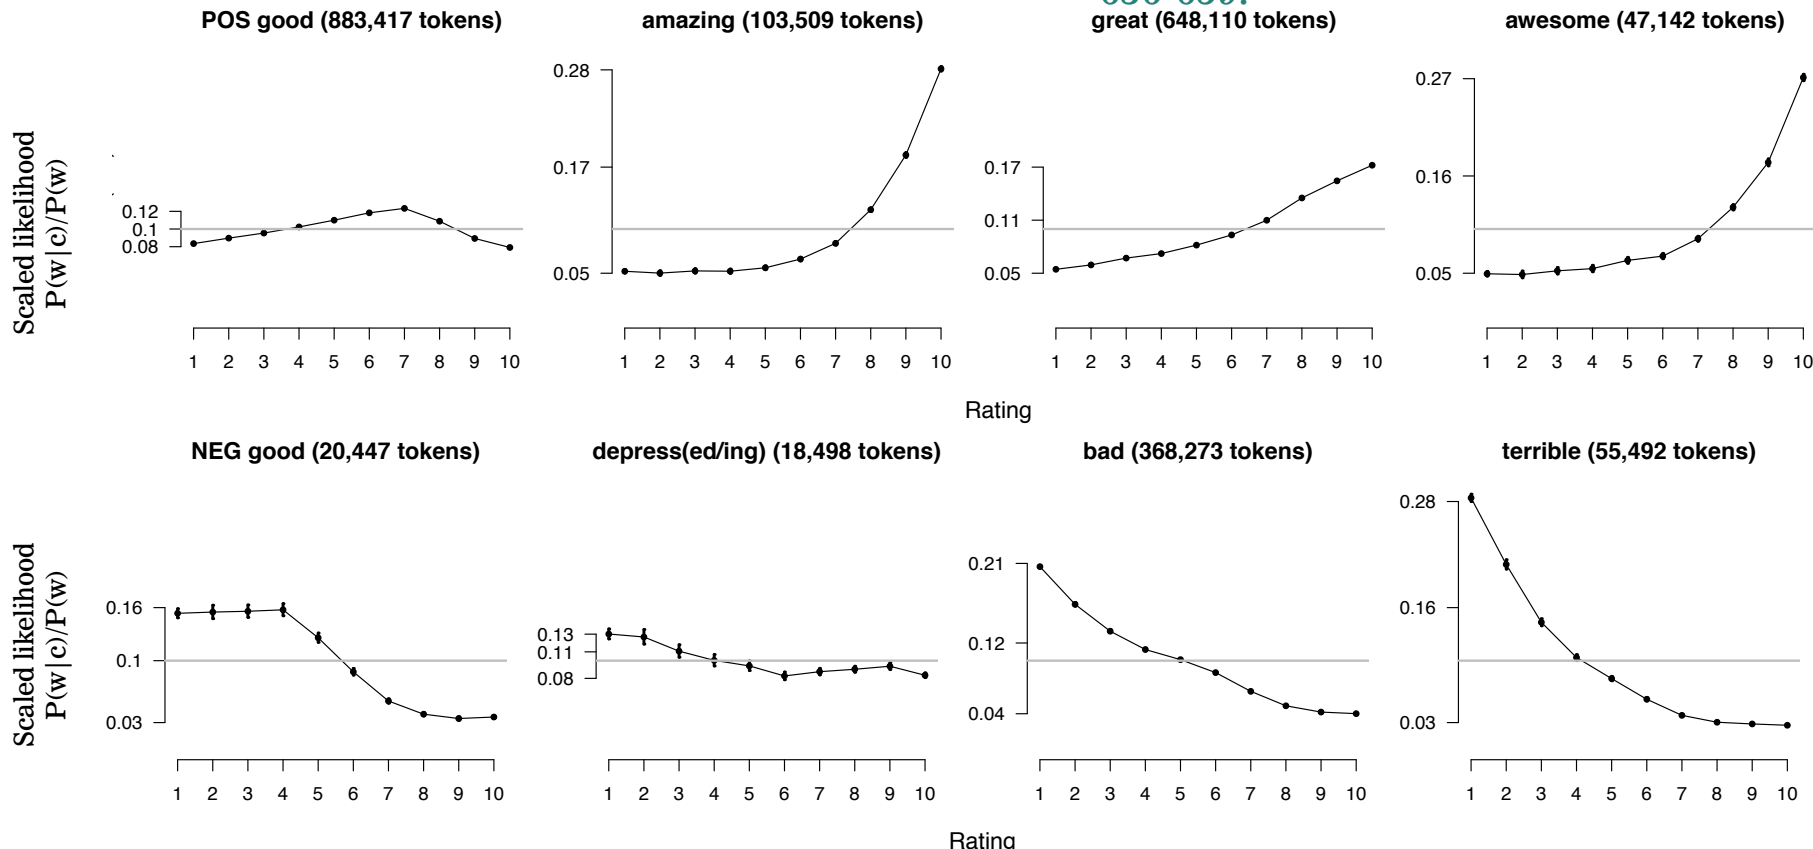 POS good (883,417 tokens)
amazing (103,509 tokens)
great (648,110 tokens)
awesome (47,142 tokens)
Scaled likelihood
P(w|c)/P(w)
0.12
0.1
0.08
1 2 3 4 5 6 7 8 9 10
0.28
0.17
0.05
1 2 3 4 5 6 7 8 9 10
0.17
0.11
0.05
1 2 3 4 5 6 7 8 9 10
0.27
0.16
0.05
1 2 3 4 5 6 7 8 9 10
Rating
NEG good (20,447 tokens)
depress(ed/ing) (18,498 tokens)
bad (368,273 tokens)
terrible (55,492 tokens)
Scaled likelihood
P(w|c)/P(w)
0.16
0.1
0.03
1 2 3 4 5 6 7 8 9 10
0.13
0.11
0.08
1 2 3 4 5 6 7 8 9 10
0.21
0.12
0.04
1 2 3 4 5 6 7 8 9 10
0.28
0.16
0.03
1 2 3 4 5 6 7 8 9 10
Rating